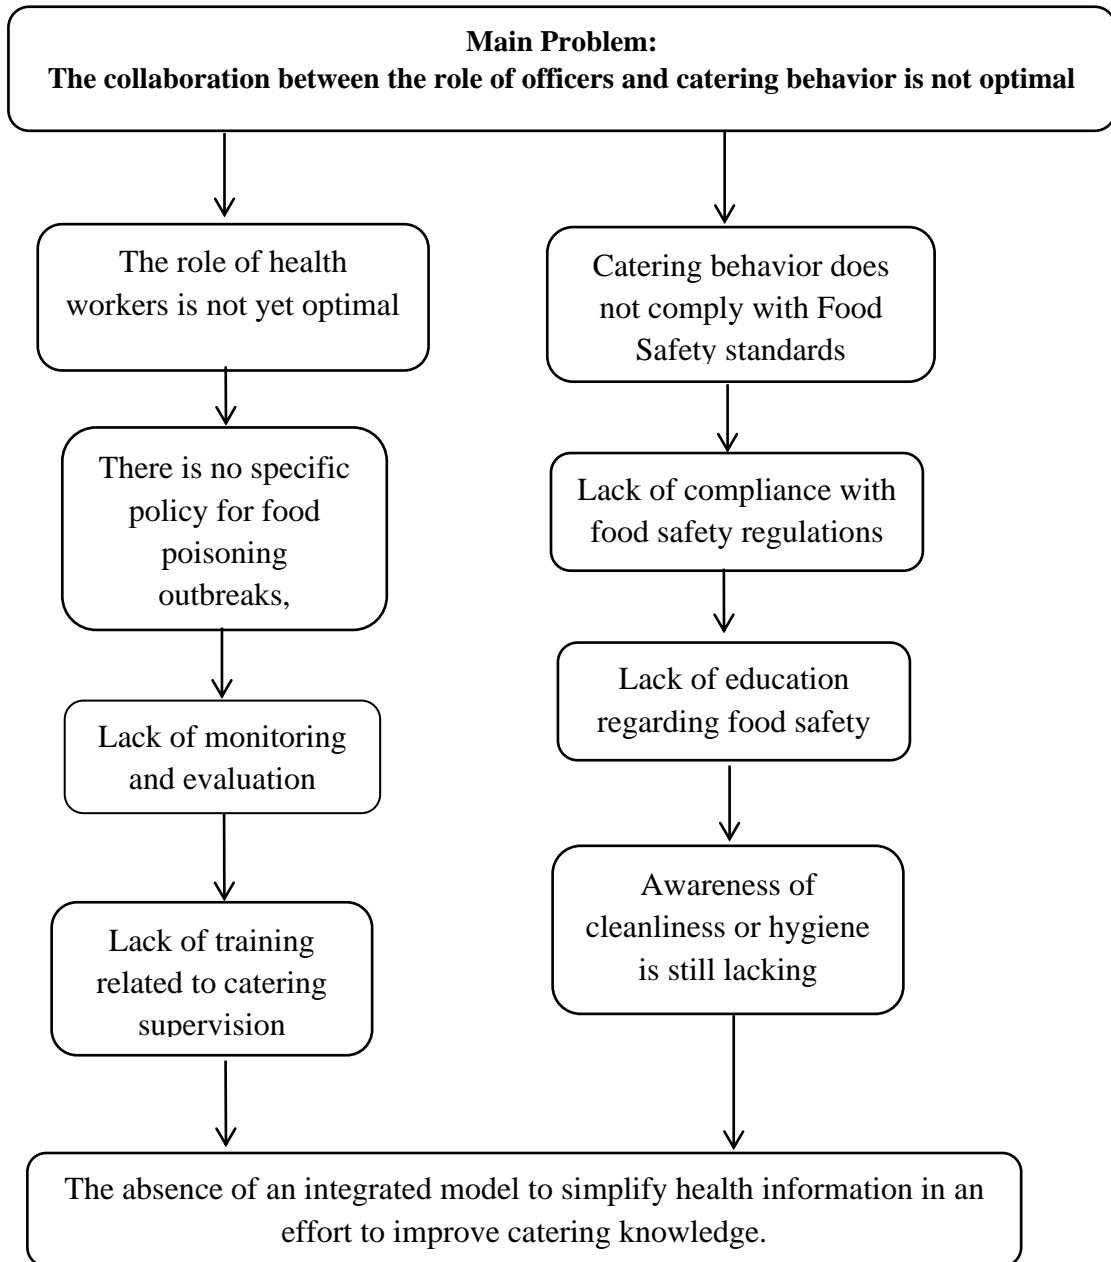 Main Problem:
The collaboration between the role of officers and catering behavior is not optimal
The role of health
workers is not yet optimal
Catering behavior does
not comply with Food
Safety standards
There is no specific
policy for food
poisoning
outbreaks,
Lack of compliance with
food safety regulations
Lack of monitoring
and evaluation
Lack of education
regarding food safety
Lack of training
related to catering
supervision
Awareness of
cleanliness or hygiene
is still lacking
The absence of an integrated model to simplify health information in an
effort to improve catering knowledge.